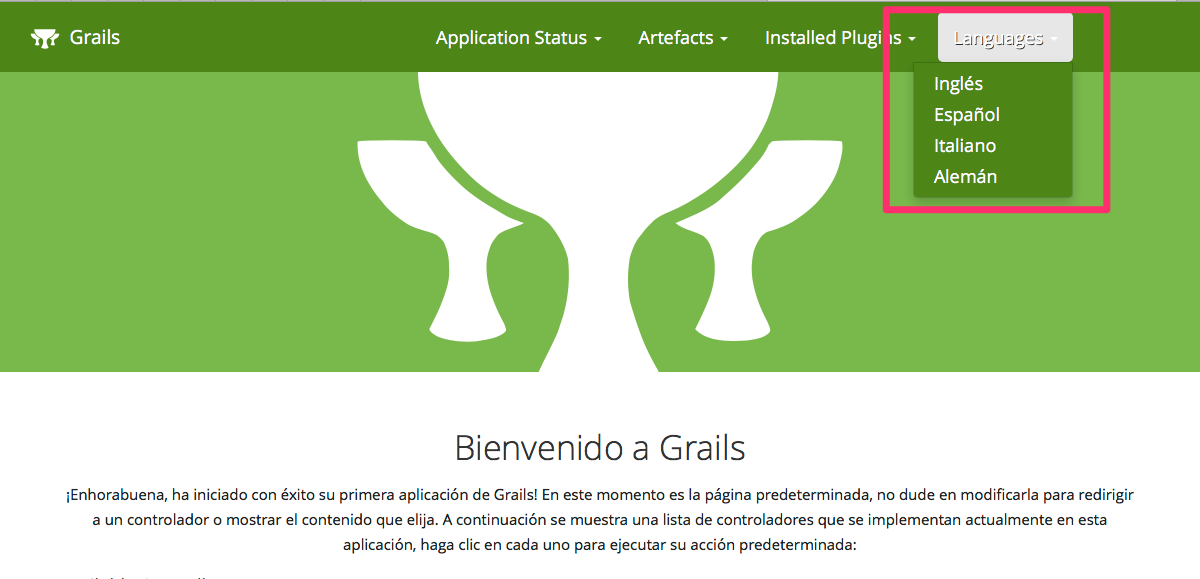 Grails
Application Status
Artefacts
Installed Plugins
Languages
Inglés
Español
Italiano
Alemán
Bienvenido a Grails
¡Enhorabuena, ha iniciado con éxito su primera aplicación de Grails! En este momento es la página predeterminada, no dude en modificarla para redirigir
a un controlador o mostrar el contenido que elija. A continuación se muestra una lista de controladores que se implementan actualmente en esta
aplicación, haga clic en cada uno para ejecutar su acción predeterminada: